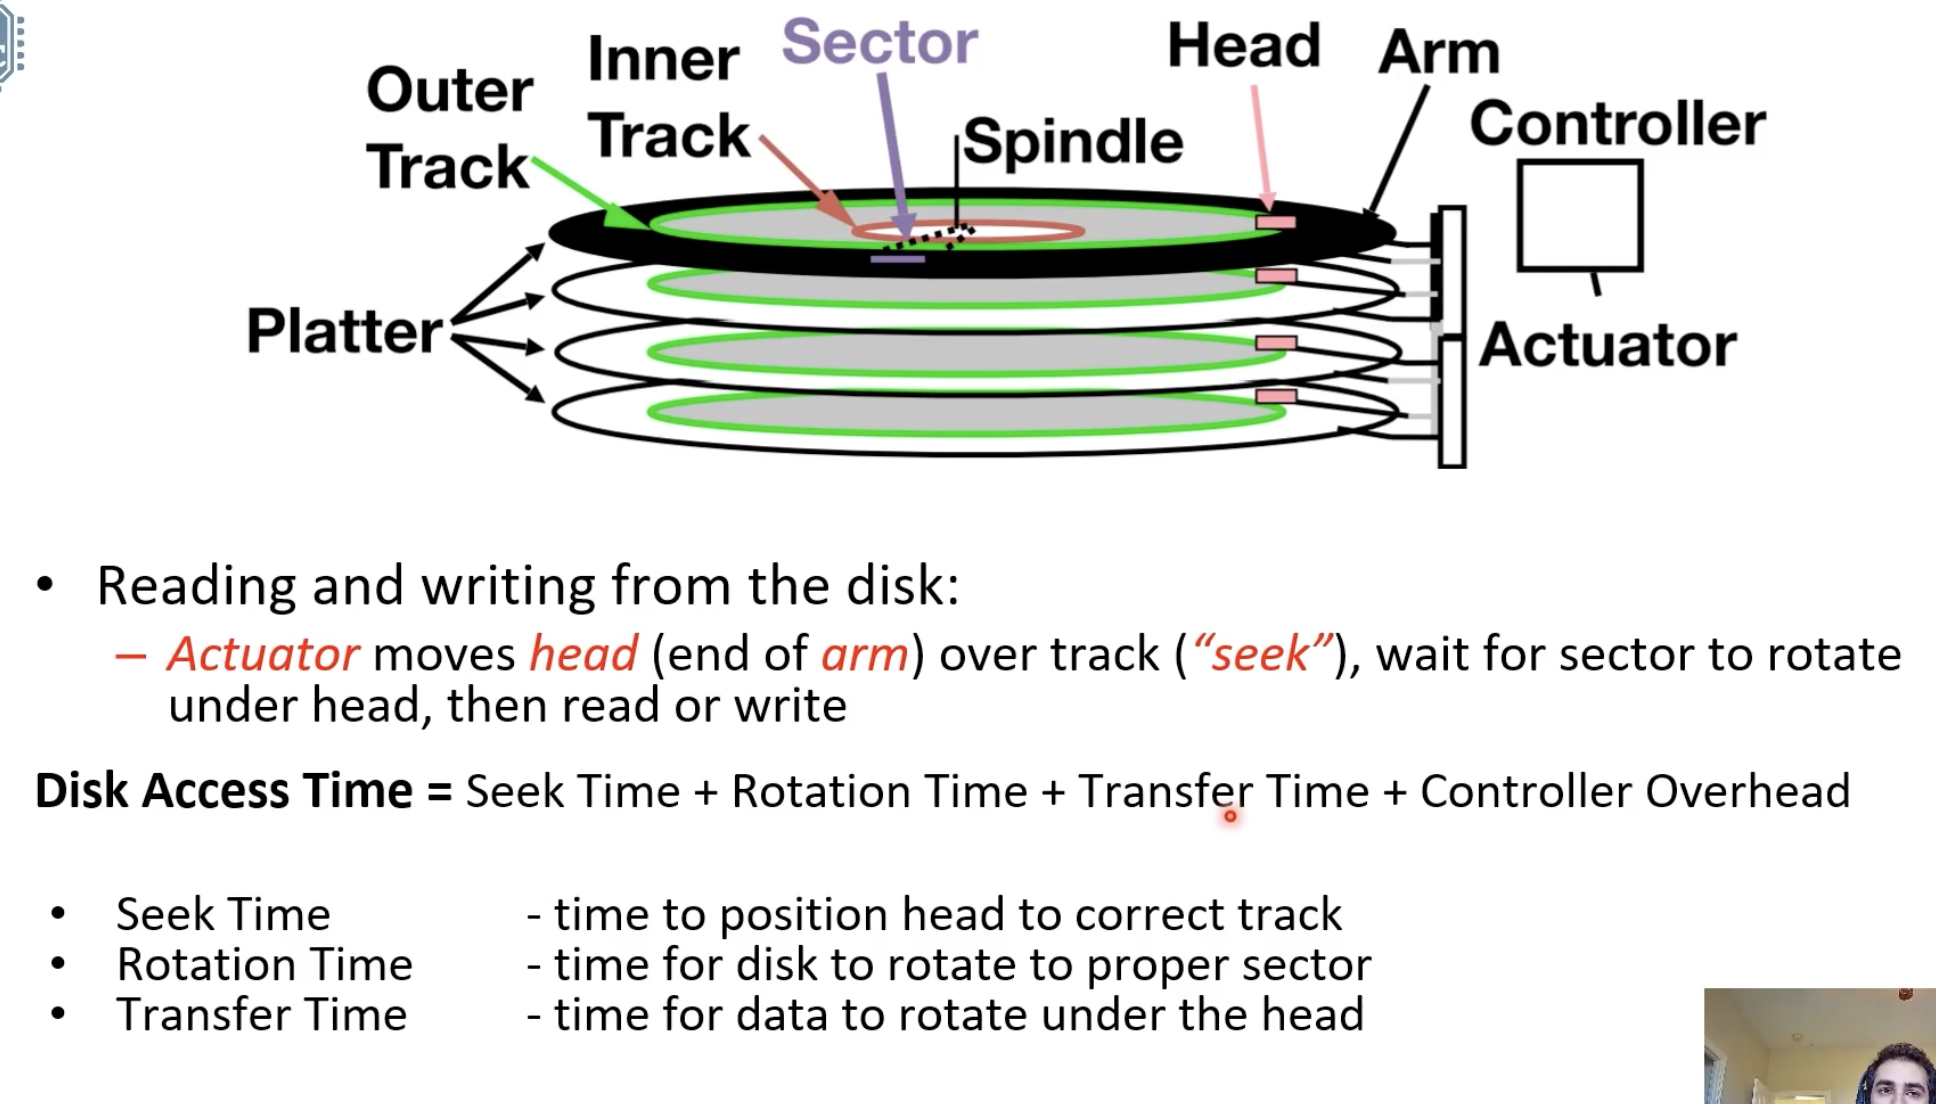 Outer
Track
Inner
Track
Sector
Spindle
Head
Arm
Controller
Platter
Actuator
• Reading and writing from the disk:
– Actuator moves head (end of arm) over track (“seek”), wait for sector to rotate
under head, then read or write
Disk Access Time = Seek Time + Rotation Time + Transfer Time + Controller Overhead
• Seek Time - time to position head to correct track
• Rotation Time - time for disk to rotate to proper sector
• Transfer Time - time for data to rotate under the head